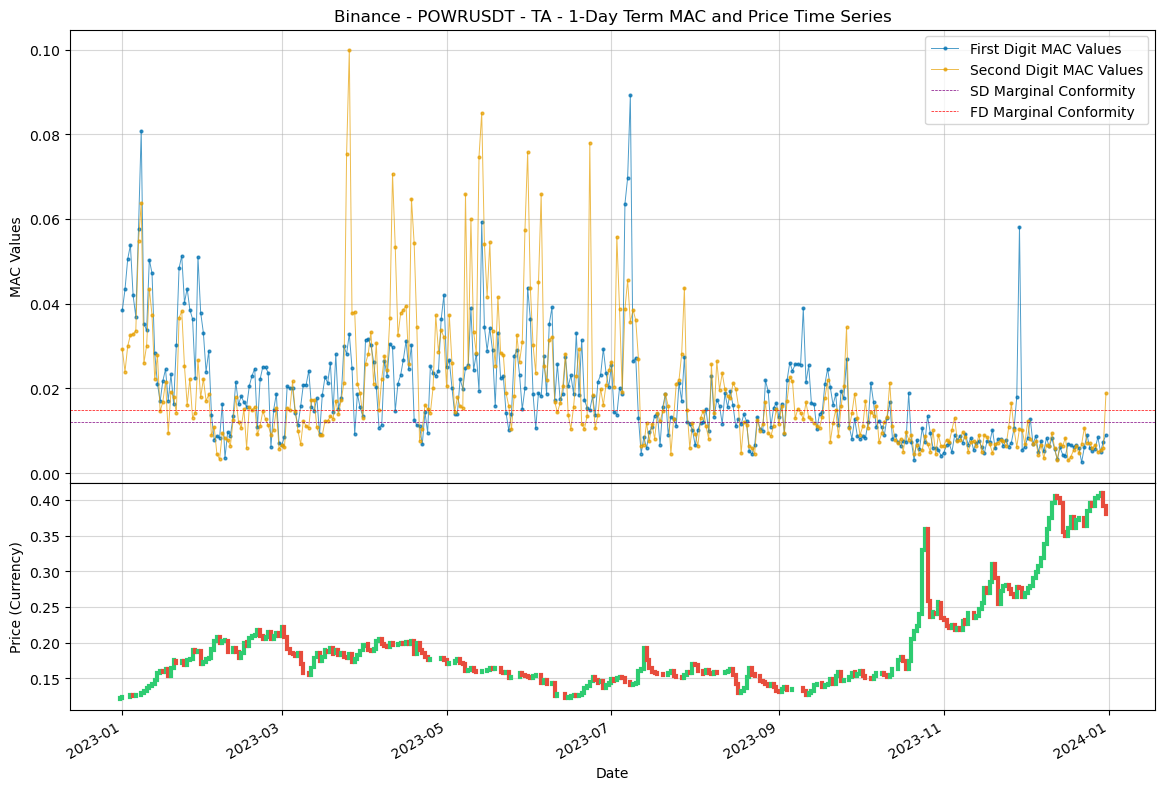 Binance - POWRUSDT - TA - 1-Day Term MAC and Price Time Series
First Digit MAC Values
Second Digit MAC Values
SD Marginal Conformity
FD Marginal Conformity
MAC Values
0.10
0.08
0.06
0.04
0.02
0.00
Price (Currency)
0.40
0.35
0.30
0.25
0.20
0.15
2023-01
2023-03
2023-05
2023-07
2023-09
2023-11
2024-01
Date